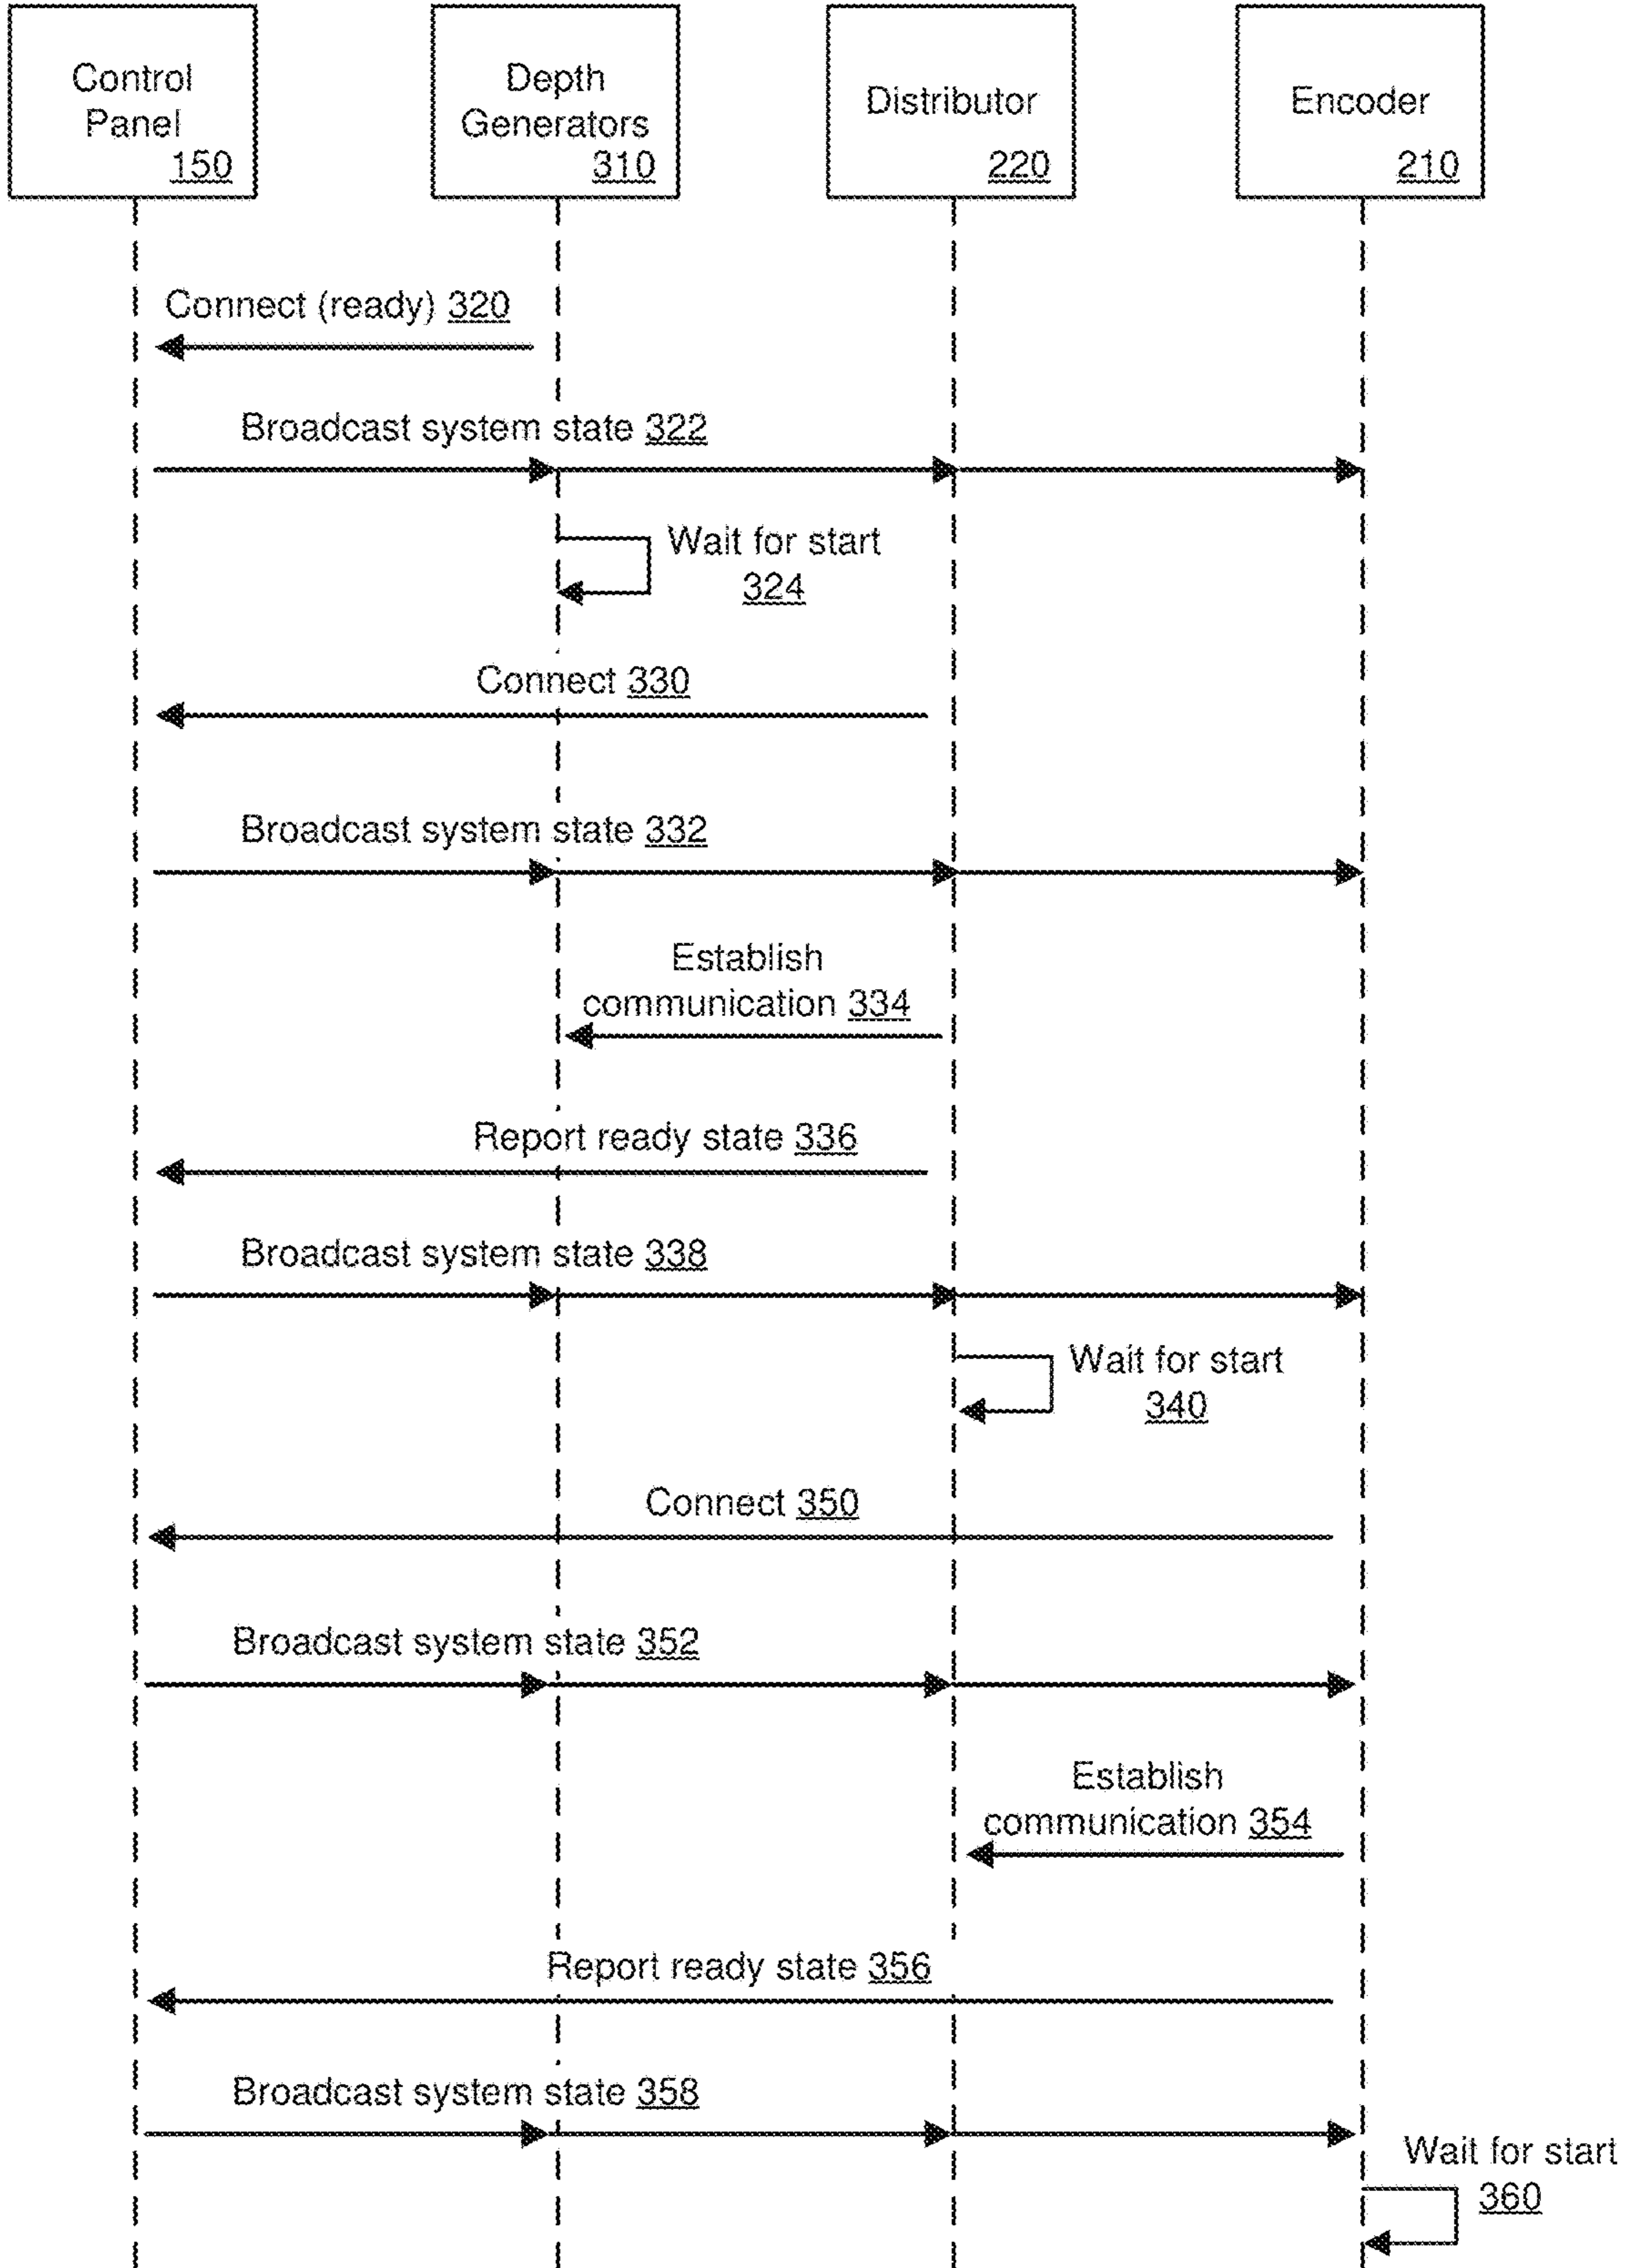 Control
Panel
150
Depth
Generators
310
Distributor
220
Encoder
210
Connect (ready) 320
Broadcast system state 322
Wait for start
324
Connect 330
Broadcast system state 332
Establish
communication 334
Report ready state 336
Broadcast system state 338
Wait for start
340
Connect 350
Broadcast system state 352
Establish
communication 354
Report ready state 356
Broadcast system state 358
Wait for start
360